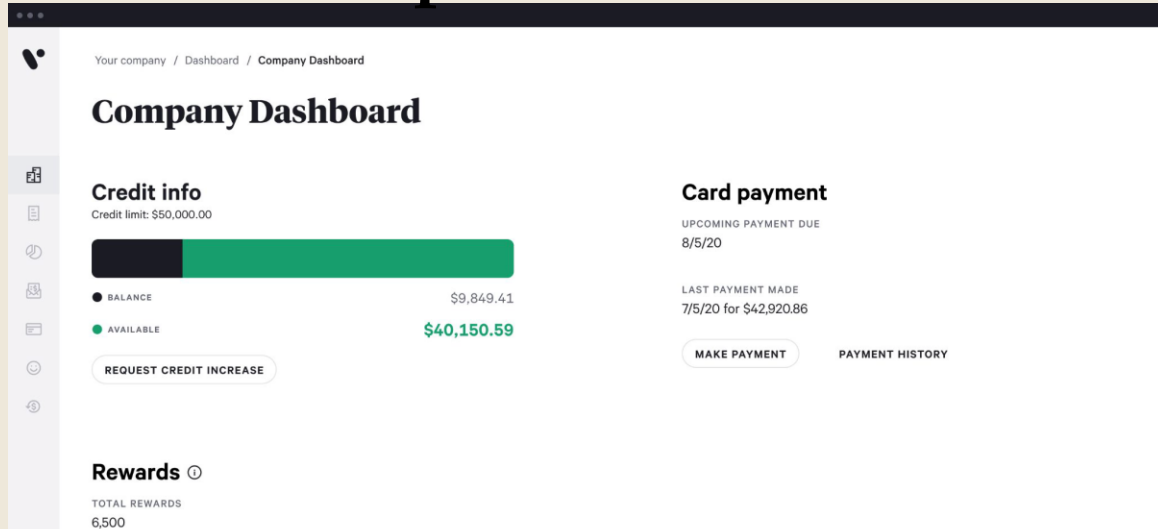 Your company / Dashboard / Company Dashboard
Company Dashboard
Credit info
Credit limit: $50,000.00
BALANCE $9,849.41
AVAILABLE $40,150.59
REQUEST CREDIT INCREASE
Card payment
UPCOMING PAYMENT DUE
8/5/20
LAST PAYMENT MADE
7/5/20 for $42,920.86
MAKE PAYMENT PAYMENT HISTORY
Rewards
TOTAL REWARDS
6,500